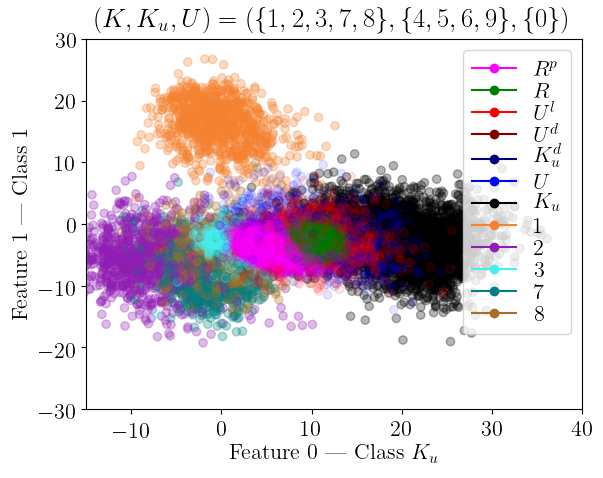 (K, K_u, U) = ({1, 2, 3, 7, 8}, {4, 5, 6, 9}, {0})
30
20
10
0
−10
−20
−30
Feature 1 — Class 1
R^p
R
U^l
U^d
K_u^d
U
K_u
1
2
3
7
8
−10 0 10 20 30 40
Feature 0 — Class K_u